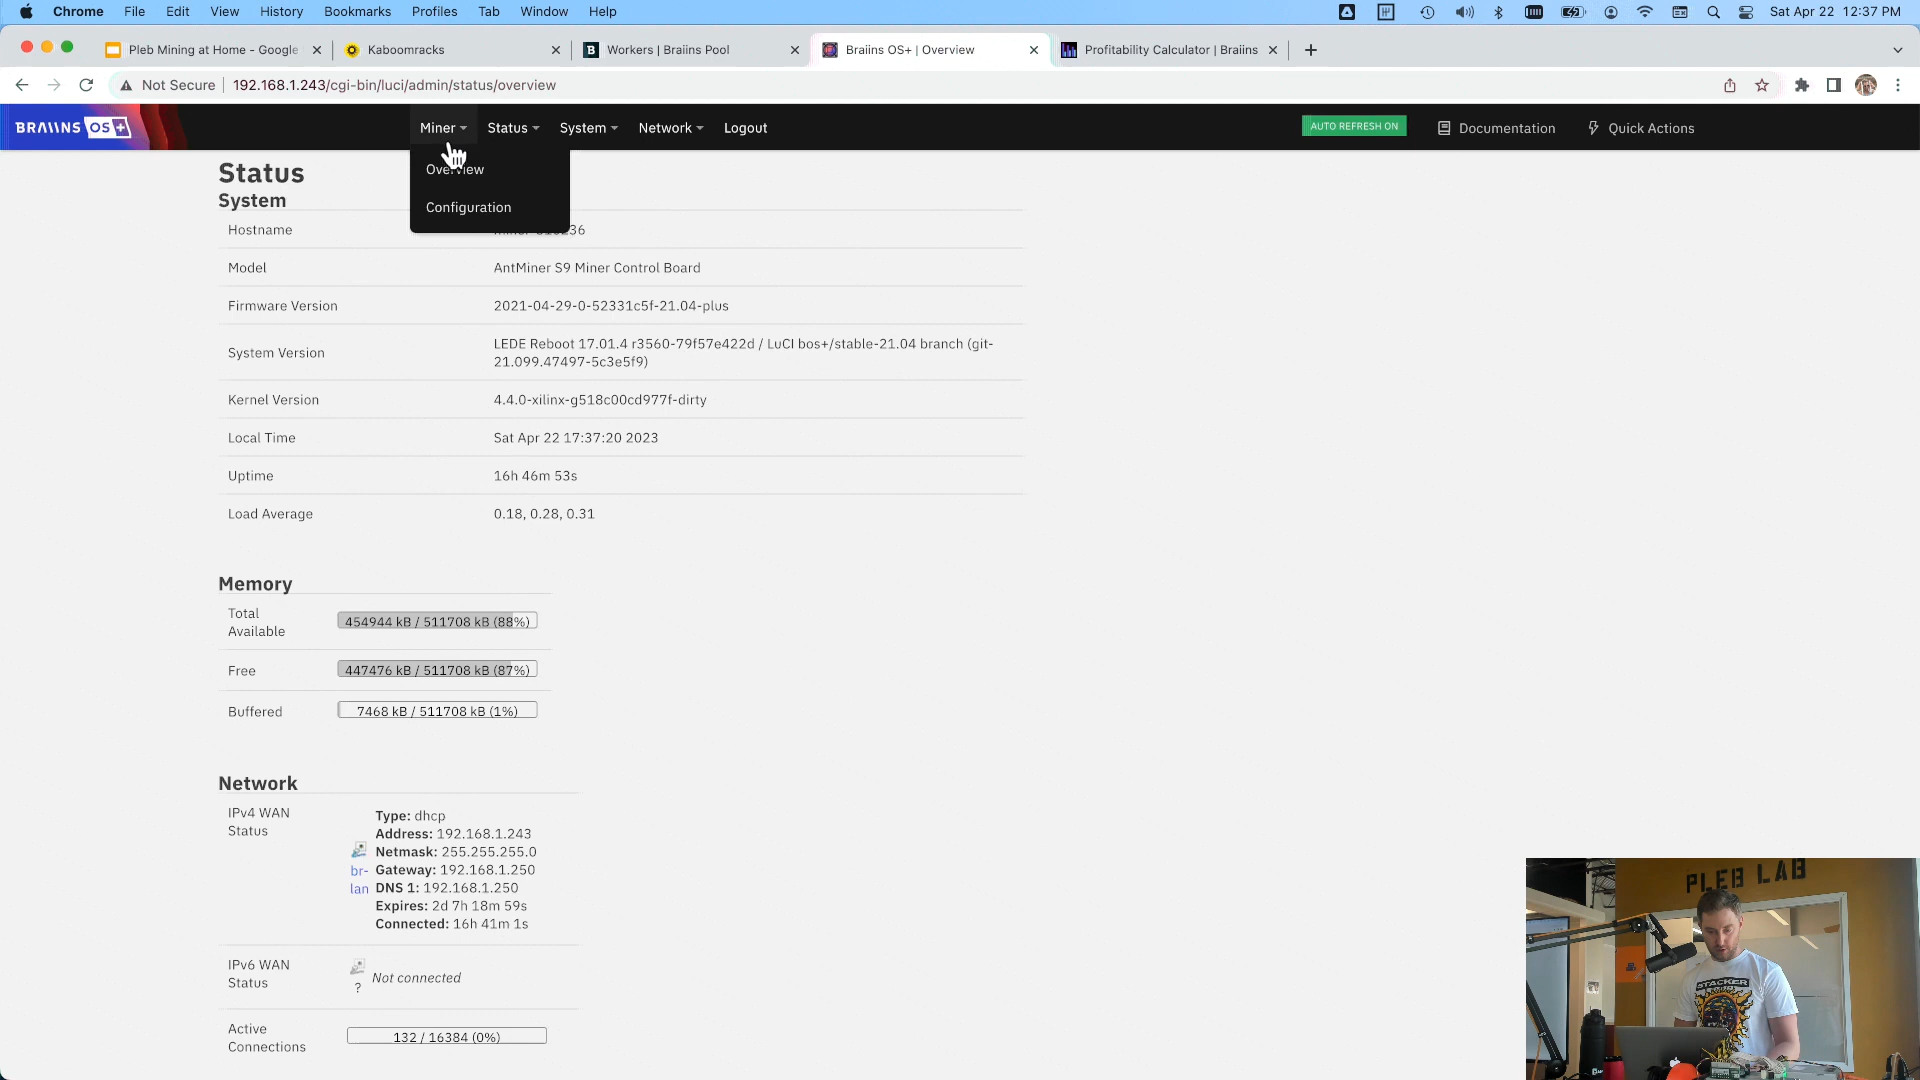 Chrome File Edit View History Bookmarks Profiles Tab Window Help Sat Apr 22 12:37 PM
Pleb Mining at Home - Google
Kaboomracks
Workers | Braiins Pool
Braiins OS+ | Overview
Profitability Calculator | Braiins
Not Secure 192.168.1.243/cgi-bin/luci/admin/status/overview
BRAIINS OS+
Miner Status System Network Logout
AUTO REFRESH ON
Documentation
Quick Actions
Overview
Configuration
Status
System
Hostname
Model AntMiner S9 Miner Control Board
Firmware Version 2021-04-29-0-52331c5f-21.04-plus
System Version LEDE Reboot 17.01.4 r3560-79f57e422d / LuCI bos+/stable-21.04 branch (git-
21.099.47497-5c3e5f9)
Kernel Version 4.4.0-xilinx-g518c00cd977f-dirty
Local Time Sat Apr 22 17:37:20 2023
Uptime 16h 46m 53s
Load Average 0.18, 0.28, 0.31
Memory
Total
Available 454944 kB / 511708 kB (88%)
Free 447476 kB / 511708 kB (87%)
Buffered 7468 kB / 511708 kB (1%)
Network
IPv4 WAN
Status
br-
lan
Type: dhcp
Address: 192.168.1.243
Netmask: 255.255.255.0
Gateway: 192.168.1.250
DNS 1: 192.168.1.250
Expires: 2d 7h 18m 59s
Connected: 16h 41m 1s
IPv6 WAN
Status
?
Not connected
Active
Connections 132 / 16384 (0%)
PLEB LAB
STACKER